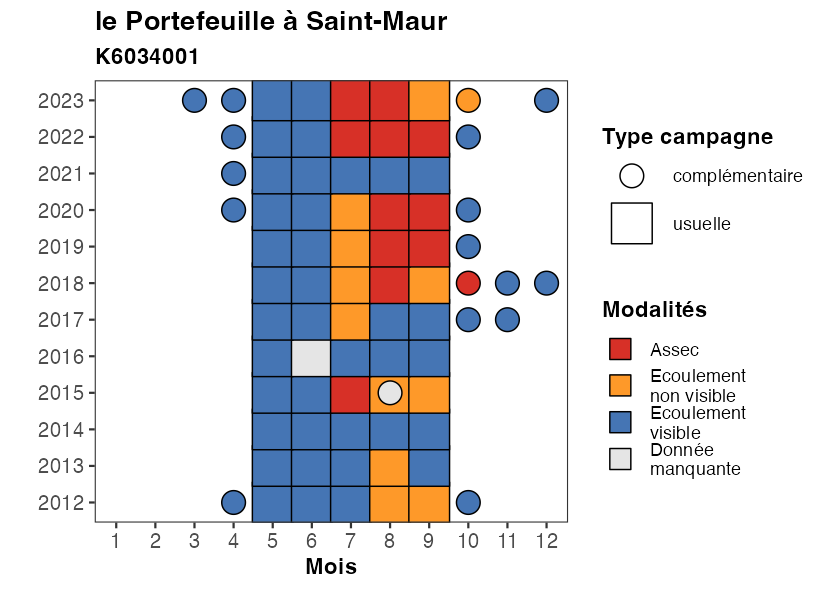 le Portefeuille à Saint-Maur
K6034001
2023
2022
2021
2020
2019
2018
2017
2016
2015
2014
2013
2012
1 2 3 4 5 6 7 8 9 10 11 12
Mois
Type campagne
complémentaire
usuelle
Modalités
Assec
Ecoulement
non visible
Ecoulement
visible
Donnée
manquante